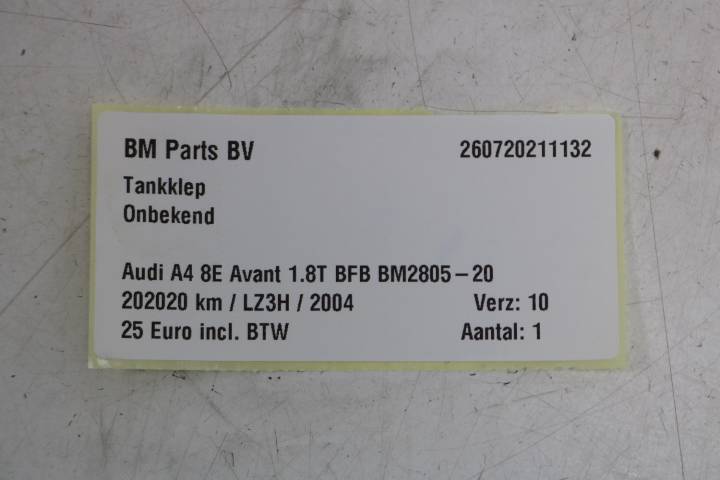 BM Parts BV 260720211132
Tankklep
Onbekend
Audi A4 8E Avant 1.8T BFB BM2805-20
202020 km / LZ3H / 2004 Verz: 10
25 Euro incl. BTW Aantal: 1